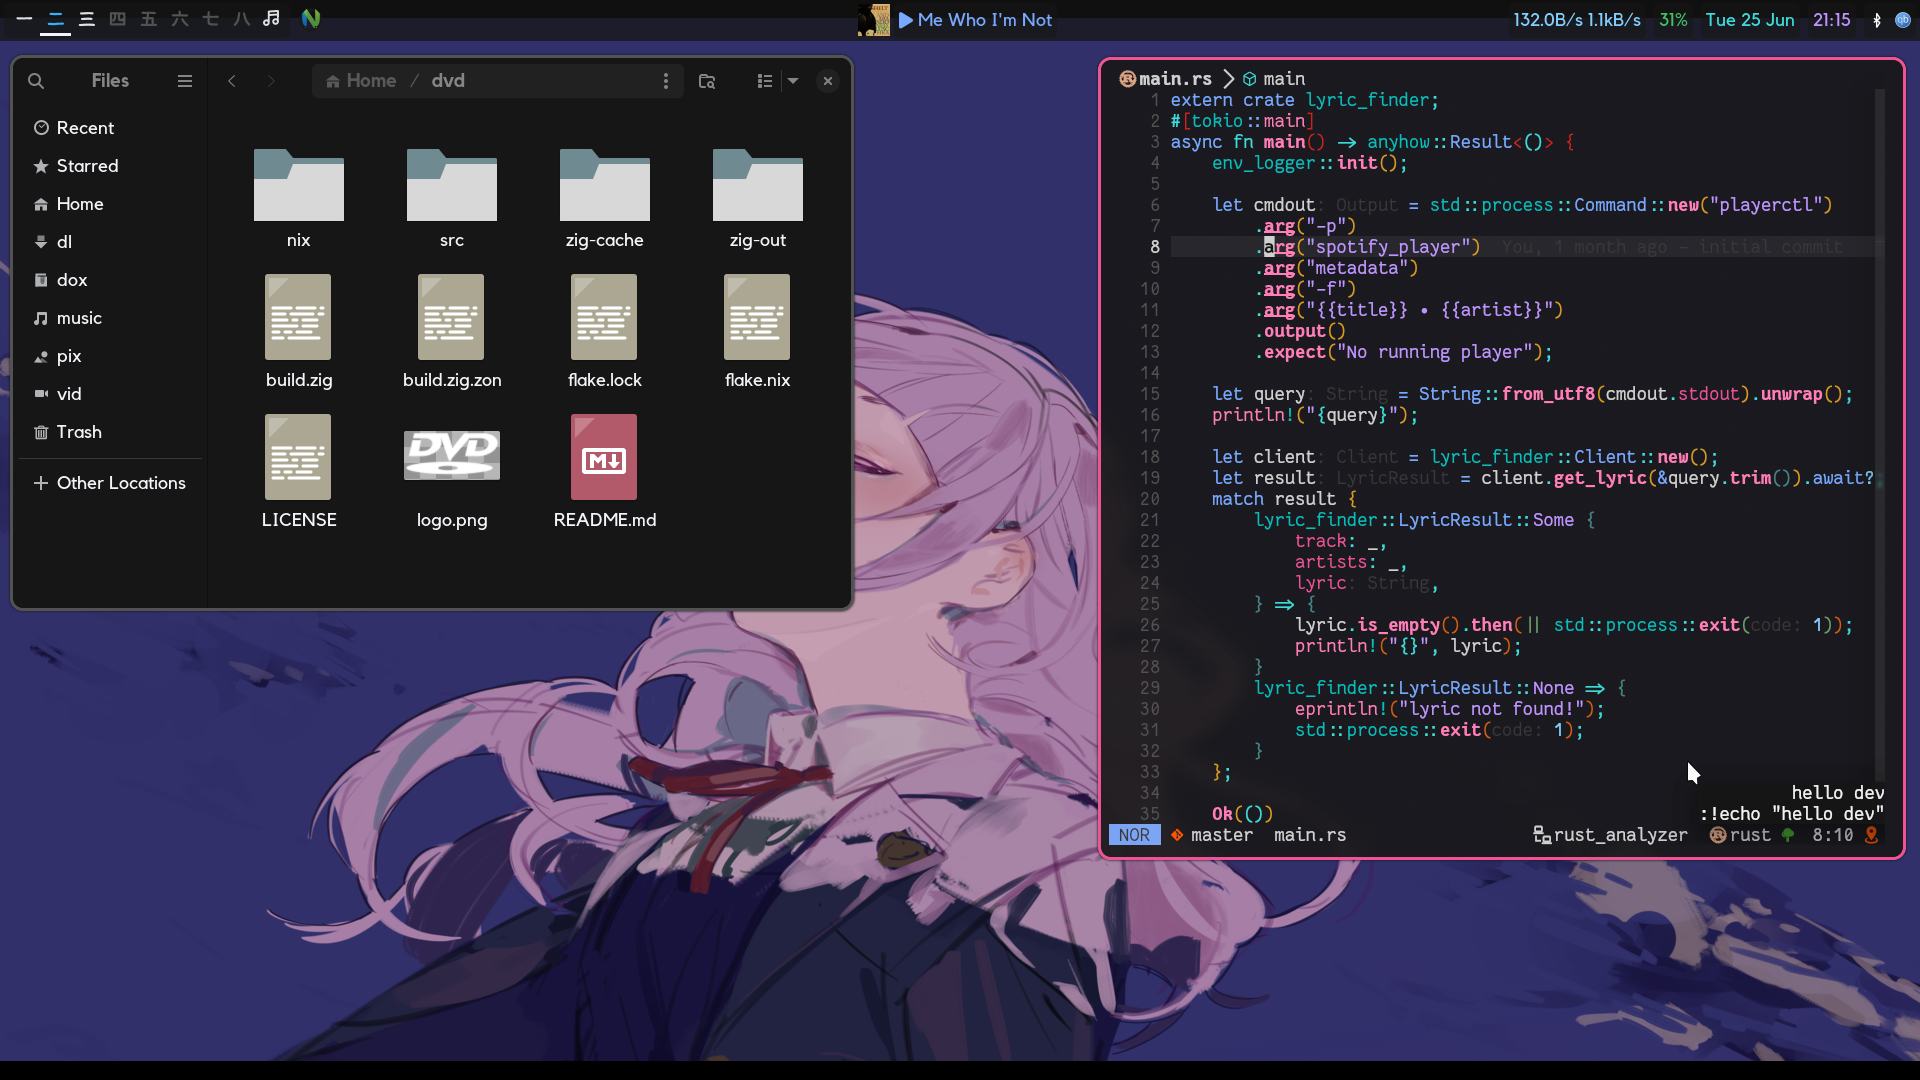 一 二 三 四 五 六 七 八
Me Who I'm Not
132.0B/s 1.1kB/s 31% Tue 25 Jun 21:15
Files
Home / dvd
Recent
Starred
Home
dl
dox
music
pix
vid
Trash
Other Locations
nix
src
zig-cache
zig-out
build.zig
build.zig.zon
flake.lock
flake.nix
LICENSE
DVD
logo.png
README.md
main.rs main
1 extern crate lyric_finder;
2 #[tokio::main]
3 async fn main() -> anyhow::Result<()> {
4 env_logger::init();
5
6 let cmdout: Output = std::process::Command::new("playerctl")
7 .arg("-p")
8 .arg("spotify_player") You, 1 month ago - initial commit
9 .arg("metadata")
10 .arg("-f")
11 .arg("{{title}} • {{artist}}")
12 .output()
13 .expect("No running player");
14
15 let query: String = String::from_utf8(cmdout.stdout).unwrap();
16 println!("{query}");
17
18 let client: Client = lyric_finder::Client::new();
19 let result: LyricResult = client.get_lyric(&query.trim()).await?;
20 match result {
21 lyric_finder::LyricResult::Some {
22 track: _,
23 artists: _,
24 lyric: String,
25 } => {
26 lyric.is_empty().then(|| std::process::exit(code: 1));
27 println!("{}", lyric);
28 }
29 lyric_finder::LyricResult::None => {
30 eprintln!("lyric not found!");
31 std::process::exit(code: 1);
32 }
33 };
34
hello dev
35 Ok(())
:!echo "hello dev"
NOR master main.rs rust_analyzer rust 8:10